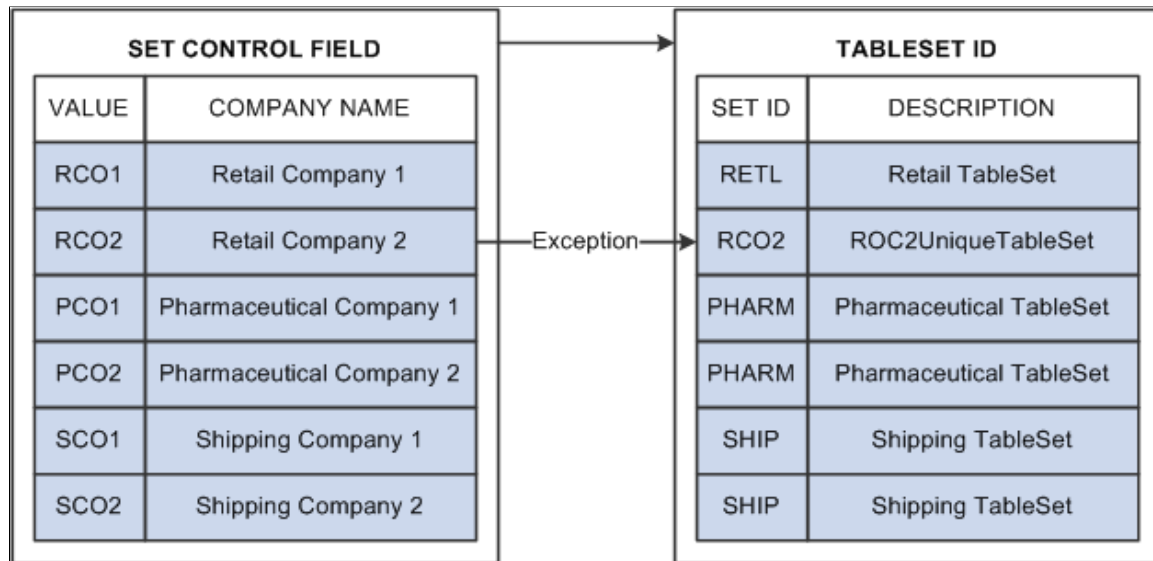 SET CONTROL FIELD
VALUE COMPANY NAME
RCO1 Retail Company 1
RCO2 Retail Company 2
PCO1 Pharmaceutical Company 1
PCO2 Pharmaceutical Company 2
SCO1 Shipping Company 1
SCO2 Shipping Company 2
Exception
TABLESET ID
SET ID DESCRIPTION
RETL Retail TableSet
RCO2 ROC2UniqueTableSet
PHARM Pharmaceutical TableSet
PHARM Pharmaceutical TableSet
SHIP Shipping TableSet
SHIP Shipping TableSet